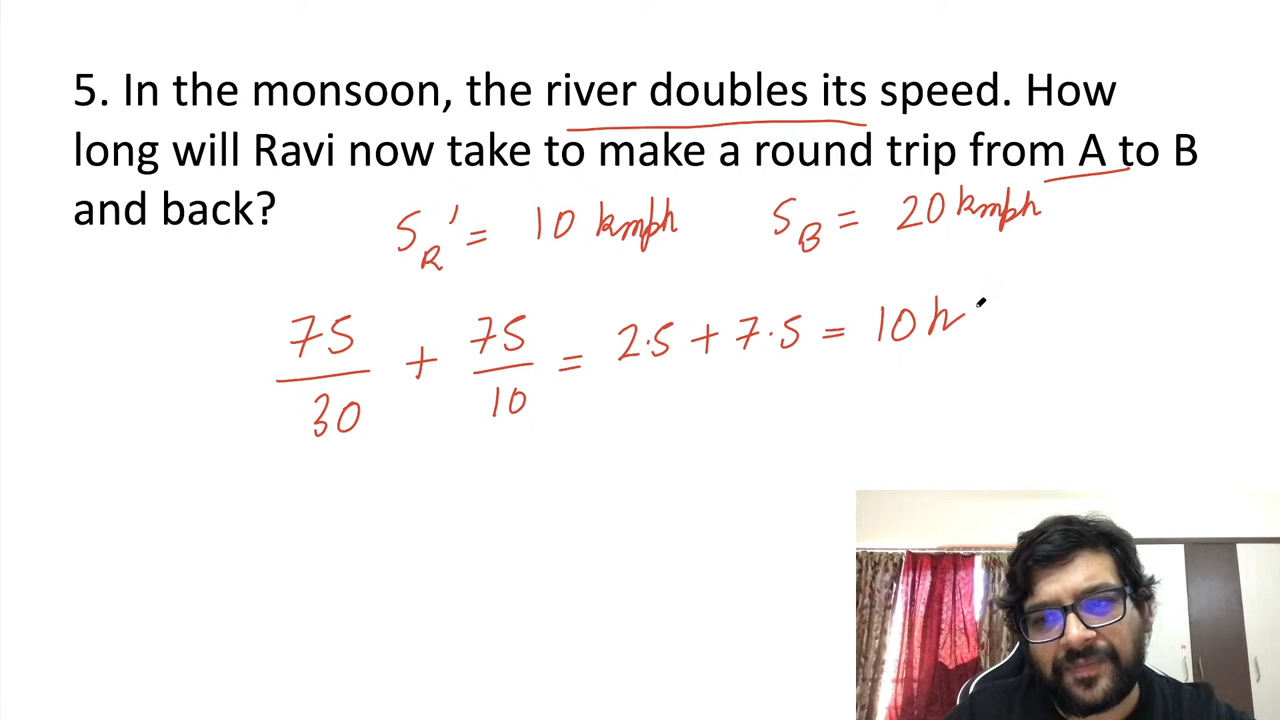 5. In the monsoon, the river doubles its speed. How
long will Ravi now take to make a round trip from A to B
and back?
S_R' = 10 kmph S_B = 20 kmph
75/30 + 75/10 = 2.5 + 7.5 = 10 h